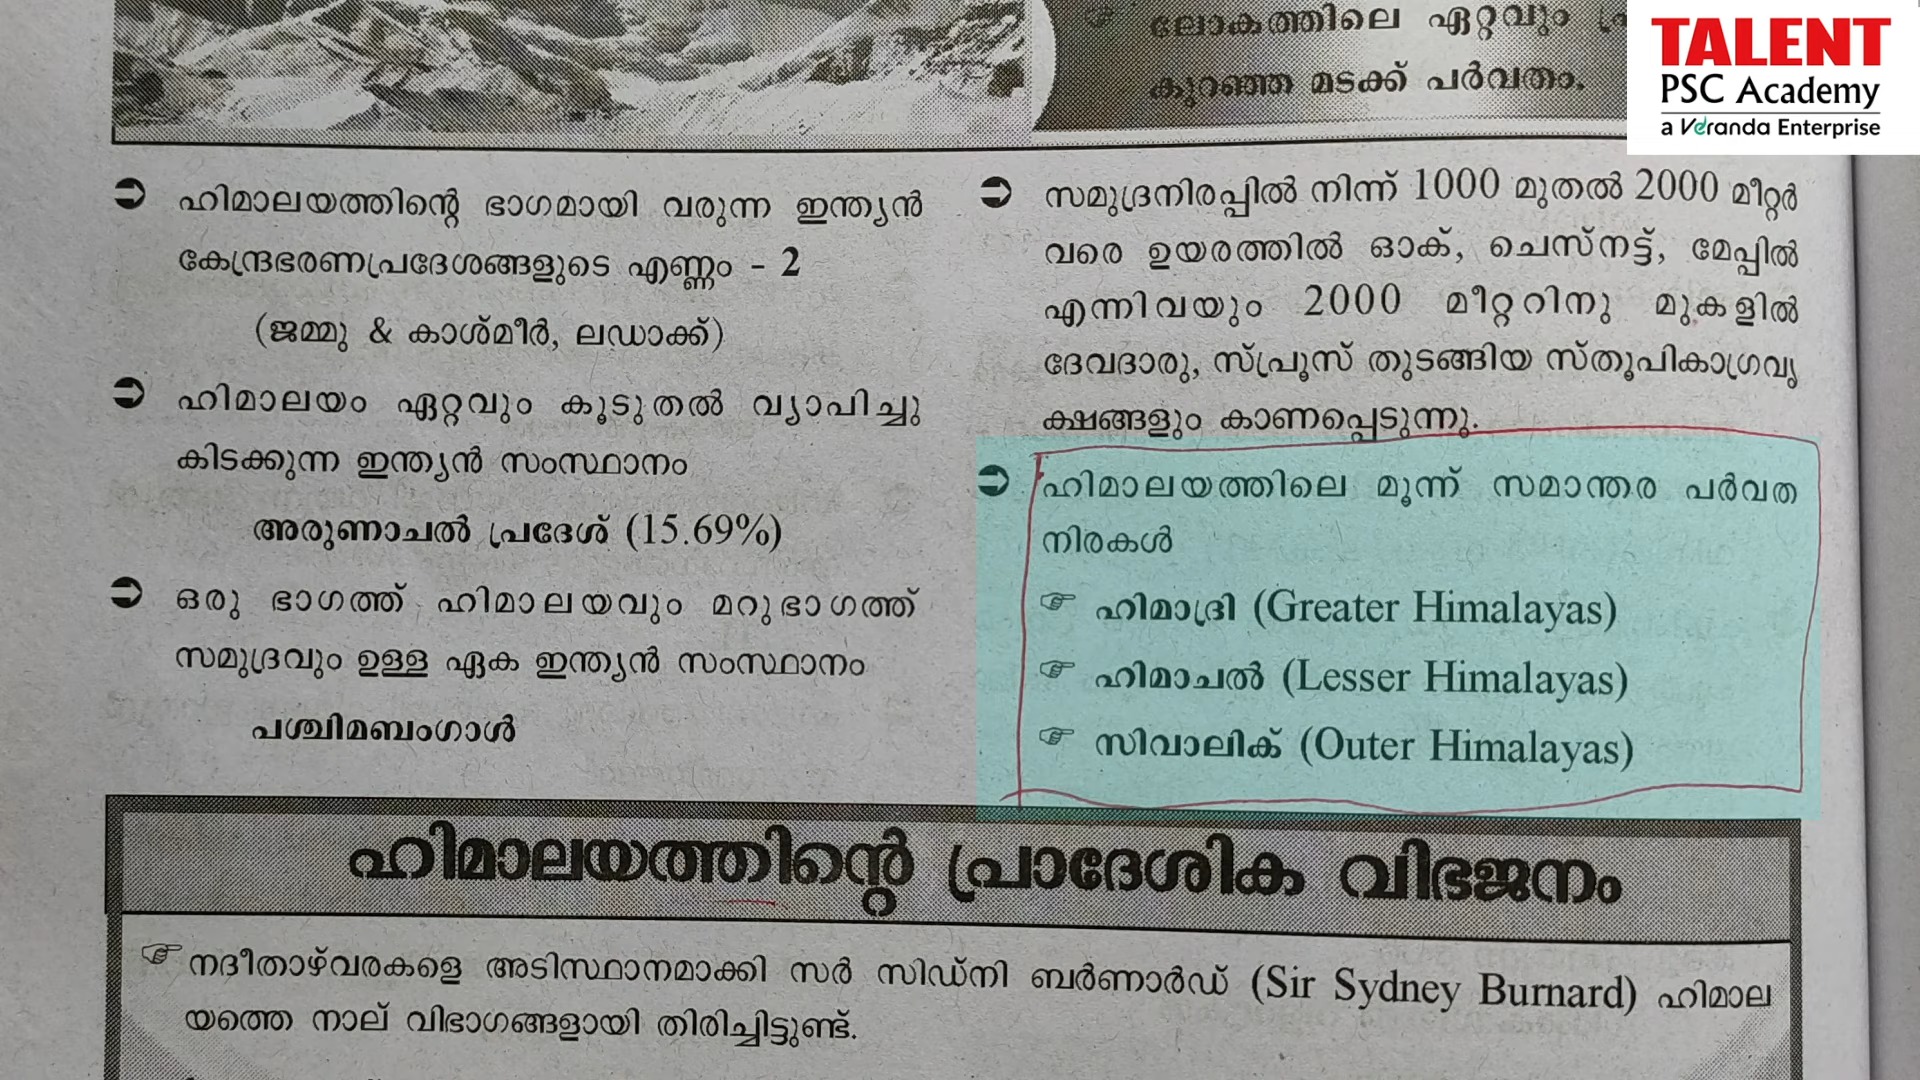 ലോകത്തിലെ ഏറ്റവും
കുറഞ്ഞ മടക്ക് പർവതം.
TALENT
PSC Academy
a Veranda Enterprise
ഹിമാലയത്തിന്റെ ഭാഗമായി വരുന്ന ഇന്ത്യൻ
കേന്ദ്രഭരണപ്രദേശങ്ങളുടെ എണ്ണം - 2
(ജമ്മു & കാശ്മീർ, ലഡാക്ക്)
ഹിമാലയം ഏറ്റവും കൂടുതൽ വ്യാപിച്ചു
കിടക്കുന്ന ഇന്ത്യൻ സംസ്ഥാനം
അരുണാചൽ പ്രദേശ് (15.69%)
ഒരു ഭാഗത്ത് ഹിമാലയവും മറുഭാഗത്ത്
സമുദ്രവും ഉള്ള ഏക ഇന്ത്യൻ സംസ്ഥാനം
പശ്ചിമബംഗാൾ
സമുദ്രനിരപ്പിൽ നിന്ന് 1000 മുതൽ 2000 മീറ്റർ
വരെ ഉയരത്തിൽ ഓക്, ചെസ്നട്ട്, മേപ്പിൽ
എന്നിവയും 2000 മീറ്ററിനു മുകളിൽ
ദേവദാരു, സ്പ്രൂസ് തുടങ്ങിയ സ്തൂപികാഗ്രവൃ
ക്ഷങ്ങളും കാണപ്പെടുന്നു.
ഹിമാലയത്തിലെ മൂന്ന് സമാന്തര പർവത
നിരകൾ
ഹിമാദ്രി (Greater Himalayas)
ഹിമാചൽ (Lesser Himalayas)
സിവാലിക് (Outer Himalayas)
ഹിമാലയത്തിന്റെ പ്രാദേശിക വിഭജനം
നദീതാഴ്‌വരകളെ അടിസ്ഥാനമാക്കി സർ സിഡ്നി ബർണാർഡ് (Sir Sydney Burnard) ഹിമാല
യത്തെ നാല് വിഭാഗങ്ങളായി തിരിച്ചിട്ടുണ്ട്.